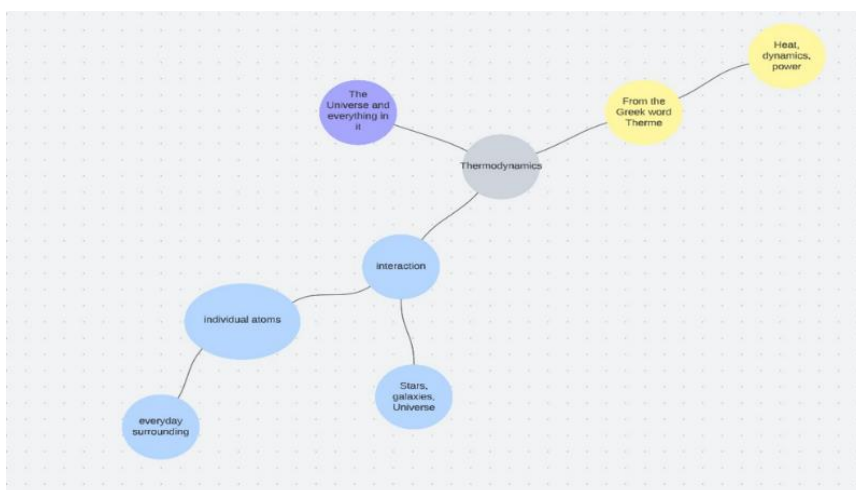 Heat,
dynamics,
power
The
Universe and
everything in
it
From the
Greek word
Therme
Thermodynamics
interaction
individual atoms
Stars,
galaxies,
Universe
everyday
surrounding